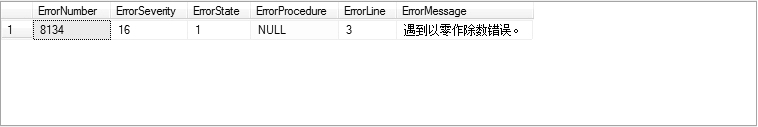 ErrorNumber ErrorSeverity ErrorState ErrorProcedure ErrorLine ErrorMessage
1 8134 16 1 NULL 3 遇到以零作除数错误。